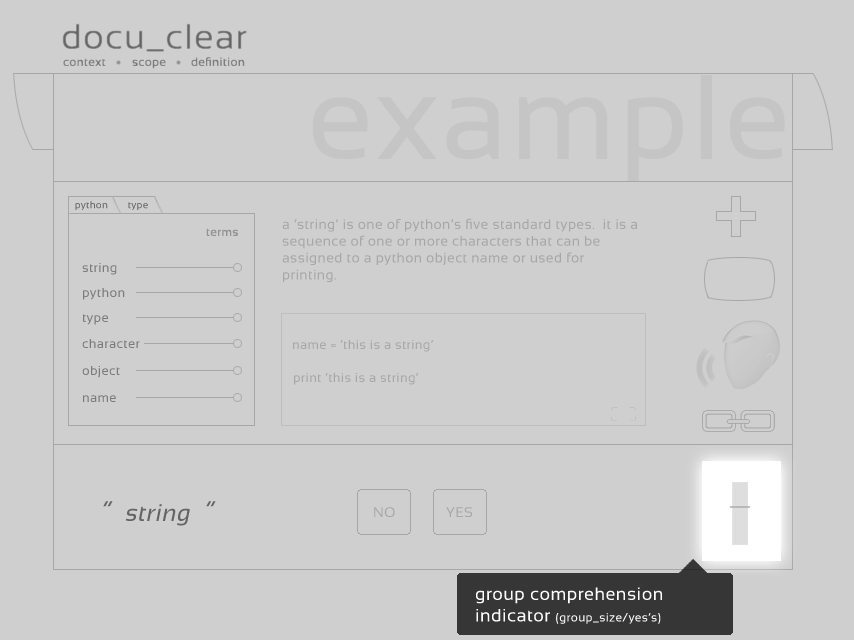 docu_clear
context • scope • definition
example
python type
terms
string
python
type
character
object
name
a 'string' is one of python's five standard types. it is a
sequence of one or more characters that can be
assigned to a python object name or used for
printing.
name = 'this is a string'
print 'this is a string'
" string "
NO YES
group comprehension
indicator (group_size/yes's)